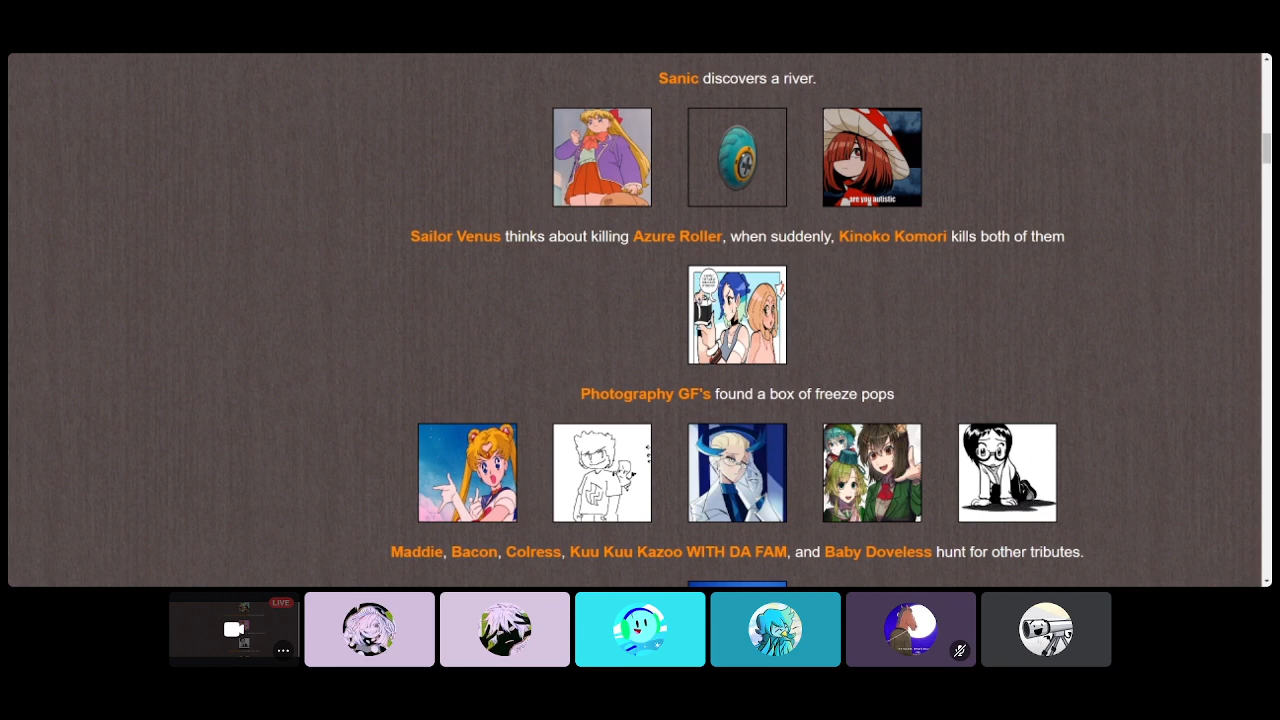 Sanic discovers a river.
are you autistic
Sailor Venus thinks about killing Azure Roller, when suddenly, Kinoko Komori kills both of them
Photography GF's found a box of freeze pops
Maddie, Bacon, Colress, Kuu Kuu Kazoo WITH DA FAM, and Baby Doveless hunt for other tributes.
LIVE